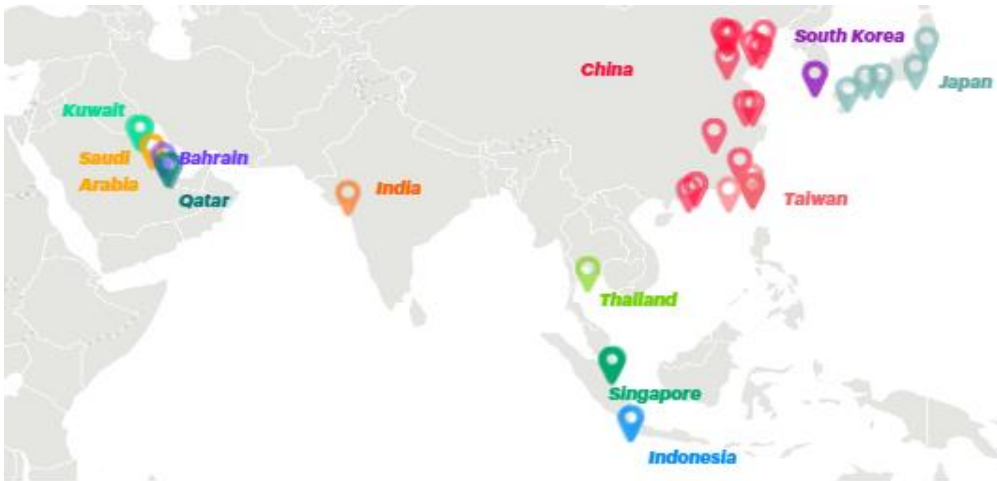 South Korea
China
Japan
Kuwait
Saudi
Arabia
Bahrain
Qatar
India
Taiwan
Thailand
Singapore
Indonesia